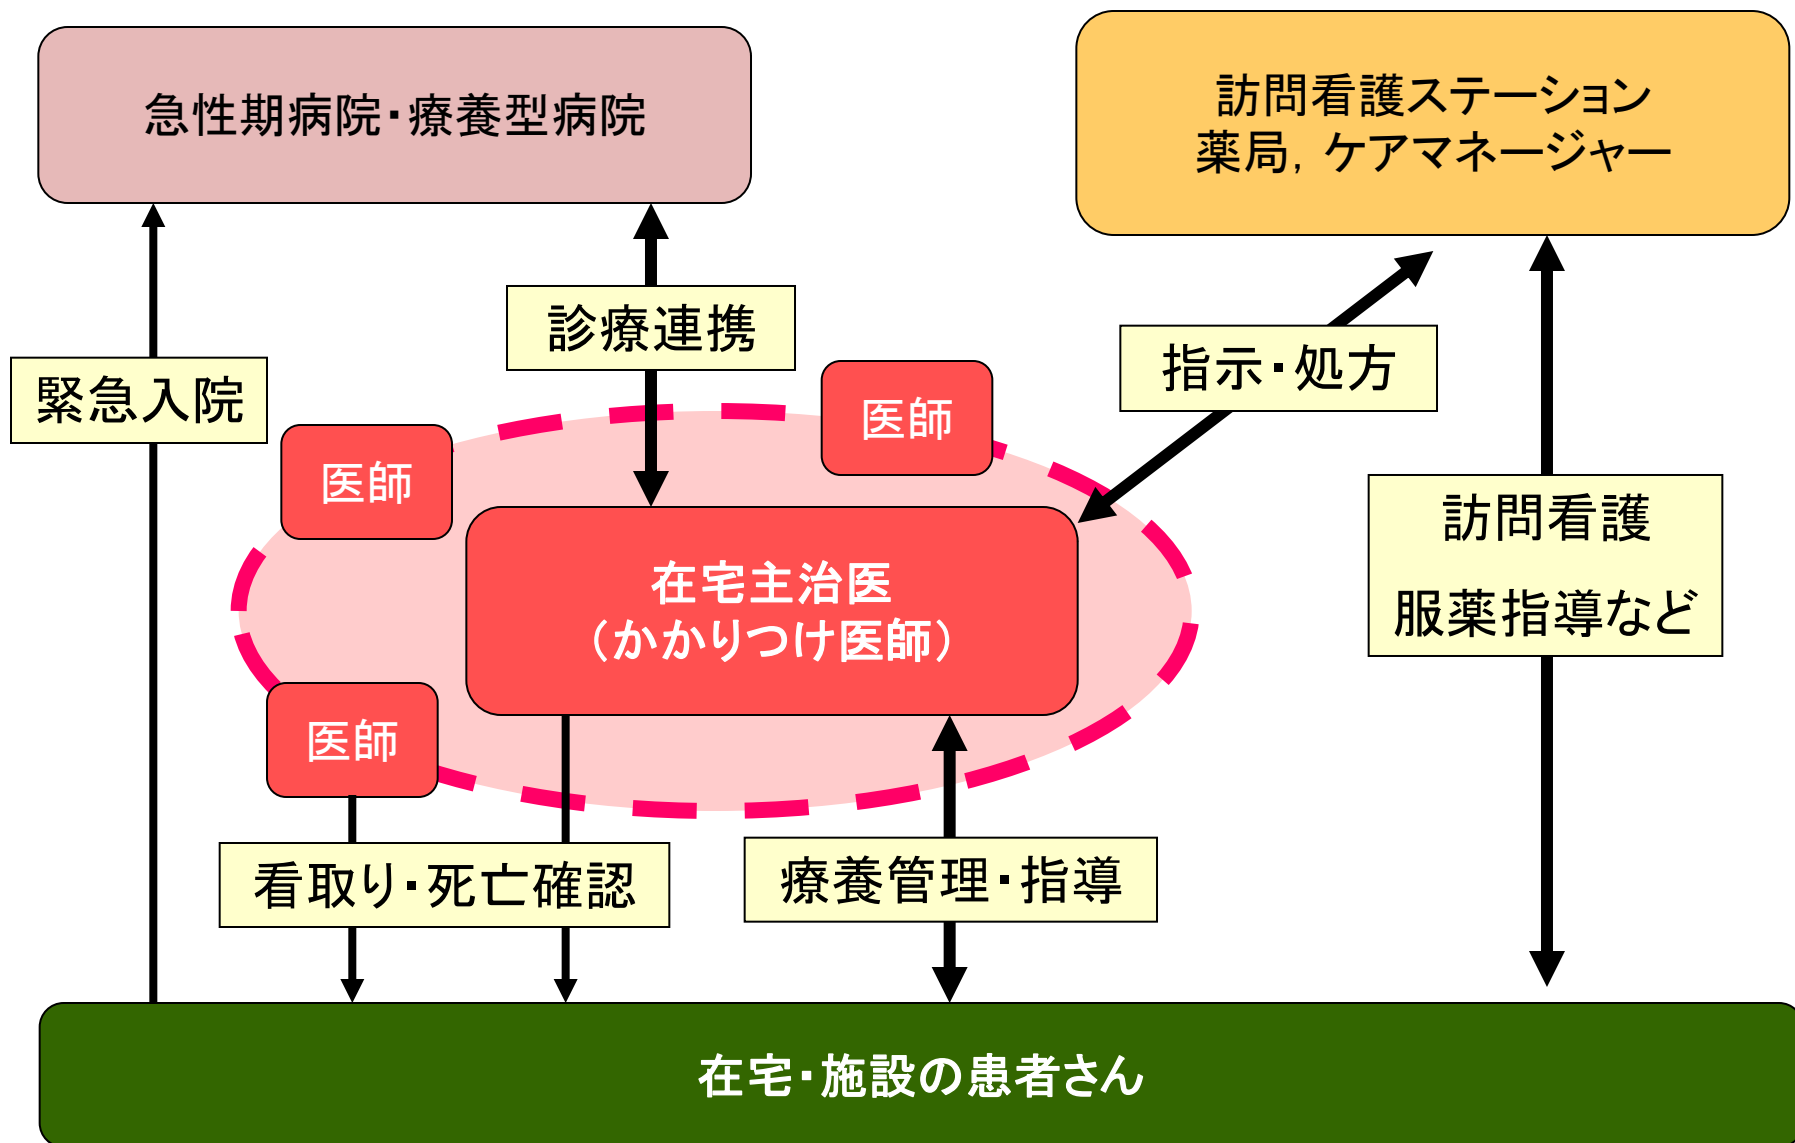 急性期病院・療養型病院
訪問看護ステーション
薬局，ケアマネージャー
診療連携
指示・処方
緊急入院
医師
医師
訪問看護
服薬指導など
在宅主治医
（かかりつけ医師）
医師
看取り・死亡確認
療養管理・指導
在宅・施設の患者さん